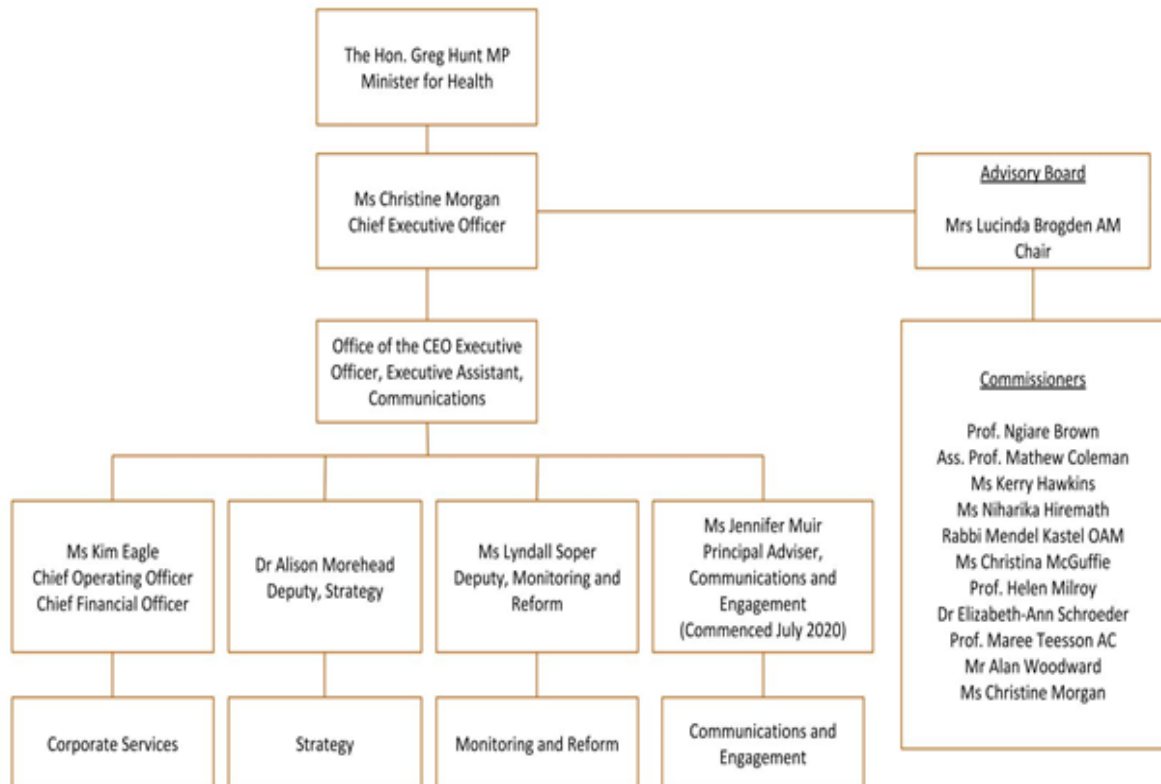 The Hon. Greg Hunt MP
Minister for Health
Ms Christine Morgan
Chief Executive Officer
Advisory Board
Mrs Lucinda Brogden AM
Chair
Office of the CEO Executive
Officer, Executive Assistant,
Communications
Commissioners
Prof. Ngiare Brown
Ass. Prof. Mathew Coleman
Ms Kerry Hawkins
Ms Niharika Hiremath
Rabbi Mendel Kastel OAM
Ms Christina McGuffie
Prof. Helen Milroy
Dr Elizabeth-Ann Schroeder
Prof. Maree Teesson AC
Mr Alan Woodward
Ms Christine Morgan
Ms Kim Eagle
Chief Operating Officer
Chief Financial Officer
Dr Alison Morehead
Deputy, Strategy
Ms Lyndall Soper
Deputy, Monitoring and
Reform
Ms Jennifer Muir
Principal Adviser,
Communications and
Engagement
(Commenced July 2020)
Corporate Services
Strategy
Monitoring and Reform
Communications and
Engagement